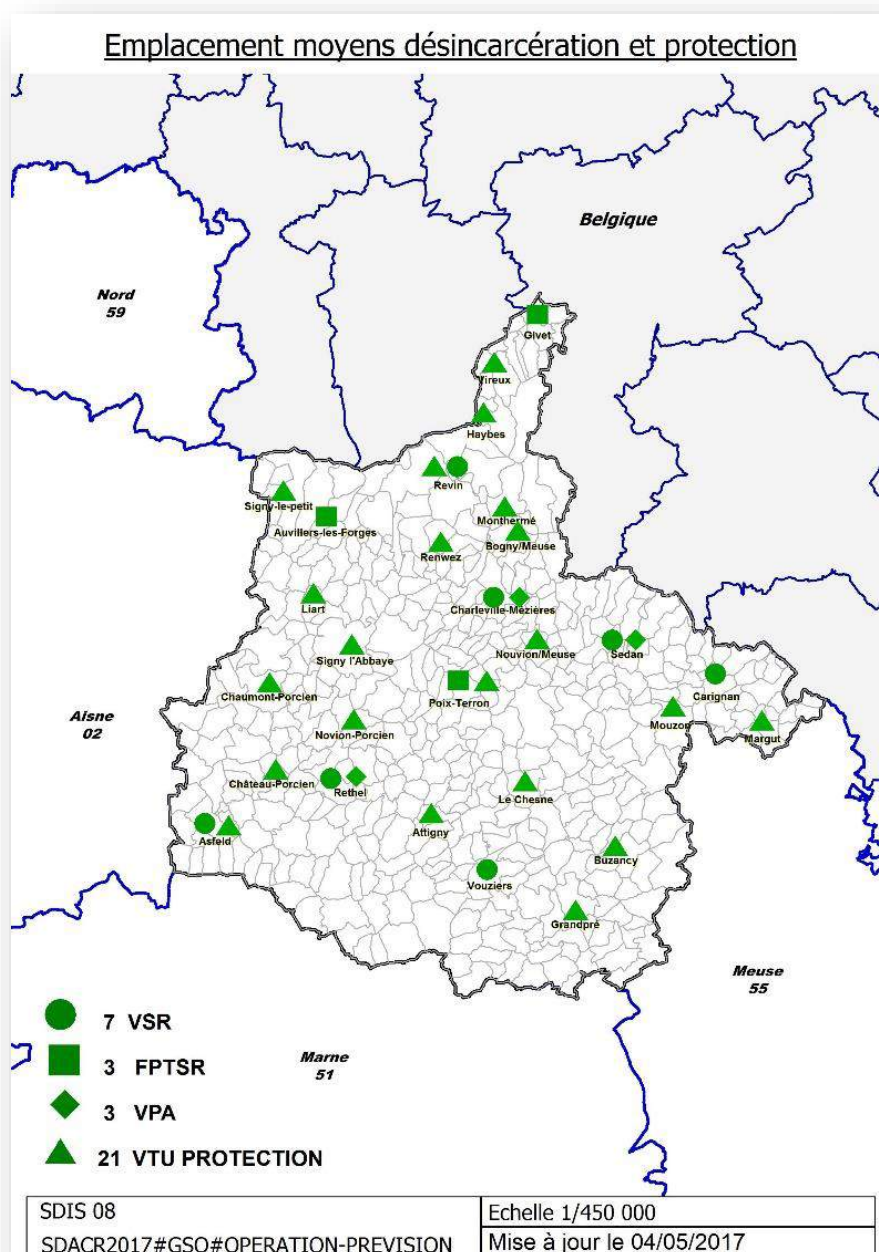 Emplacement moyens désincarcération et protection
Belgique
Nord
59
Givet
Vireux
Haybes
Revin
Signy-le-petit
Auvillers-les-Forges
Monthermé
Bogny/Meuse
Renwez
Liart
Charleville-Mézières
Signy l'Abbaye
Nouvion/Meuse
Sedan
Chaumont-Porcien
Poix-Terron
Carignan
Aisne
02
Novion-Porcien
Mouzon
Margut
Château-Porcien
Rethel
Le Chesne
Asfeld
Attigny
Buzancy
Vouziers
Grandpré
Meuse
55
7 VSR
3 FPTSR
Marne
51
3 VPA
21 VTU PROTECTION
SDIS 08
Echelle 1/450 000
SDACR2017#GSO#OPERATION-PREVISION
Mise à jour le 04/05/2017